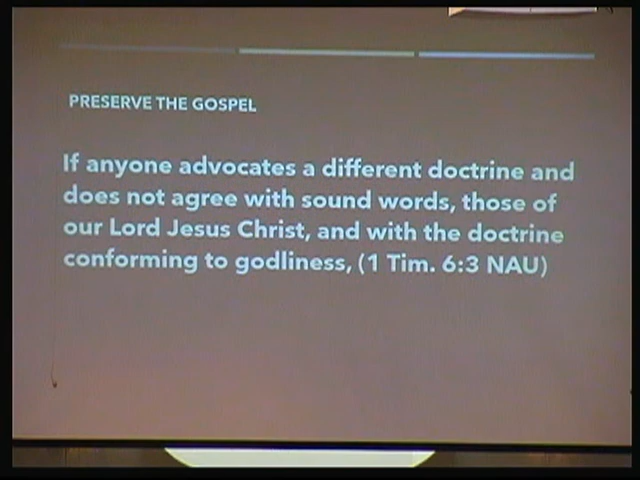 PRESERVE THE GOSPEL
If anyone advocates a different doctrine and
does not agree with sound words, those of
our Lord Jesus Christ, and with the doctrine
conforming to godliness, (1 Tim. 6:3 NAU)